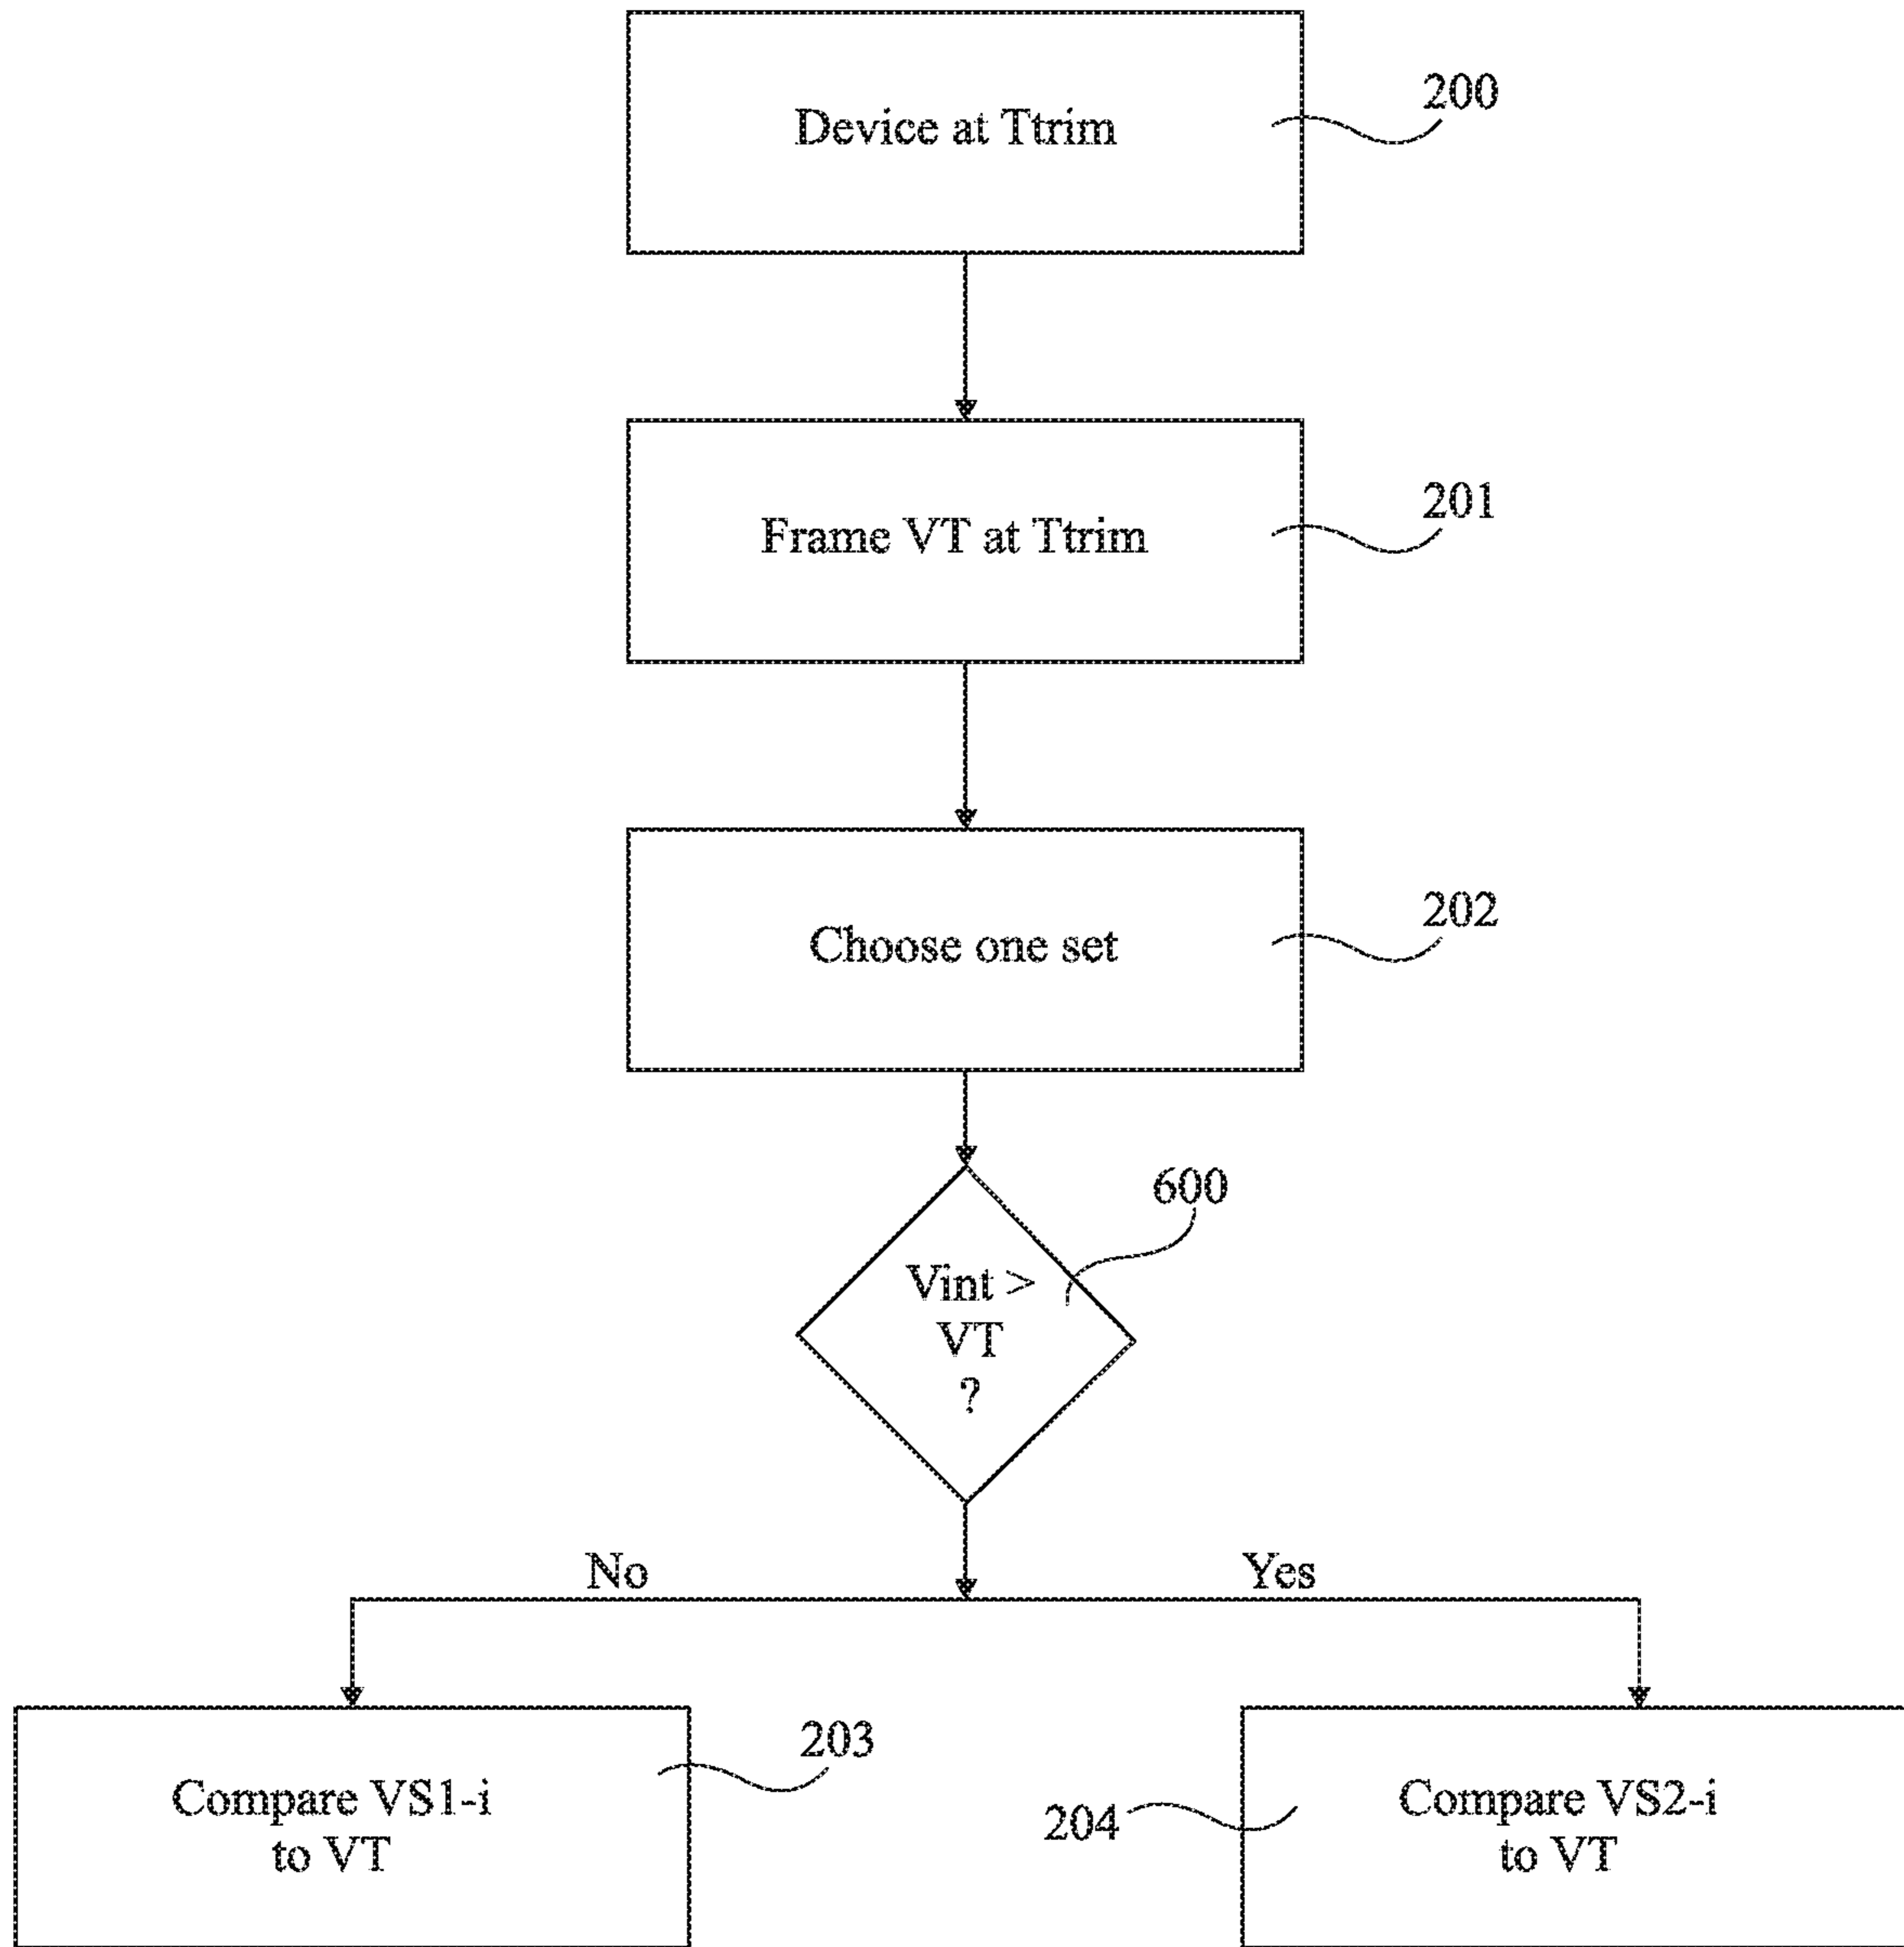 Device at Ttrim
200
Frame VT at Ttrim
201
Choose one set
202
600
Vint >
VT
?
No
Yes
Compare VS1-i
to VT
203
204
Compare VS2-i
to VT